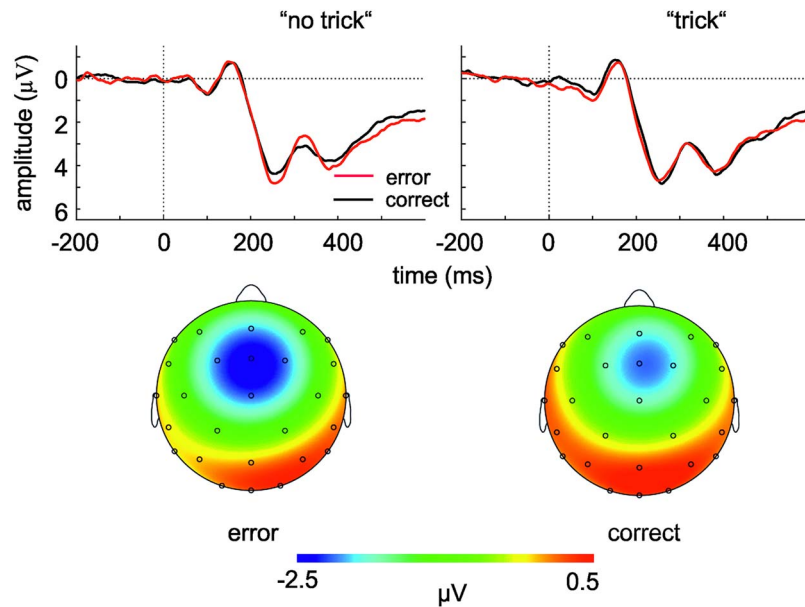 “no trick“
“trick“
amplitude (µV)
0
2
4
6
error
correct
-200
0
200
400
-200
0
200
400
time (ms)
error
correct
-2.5
0.5
µV